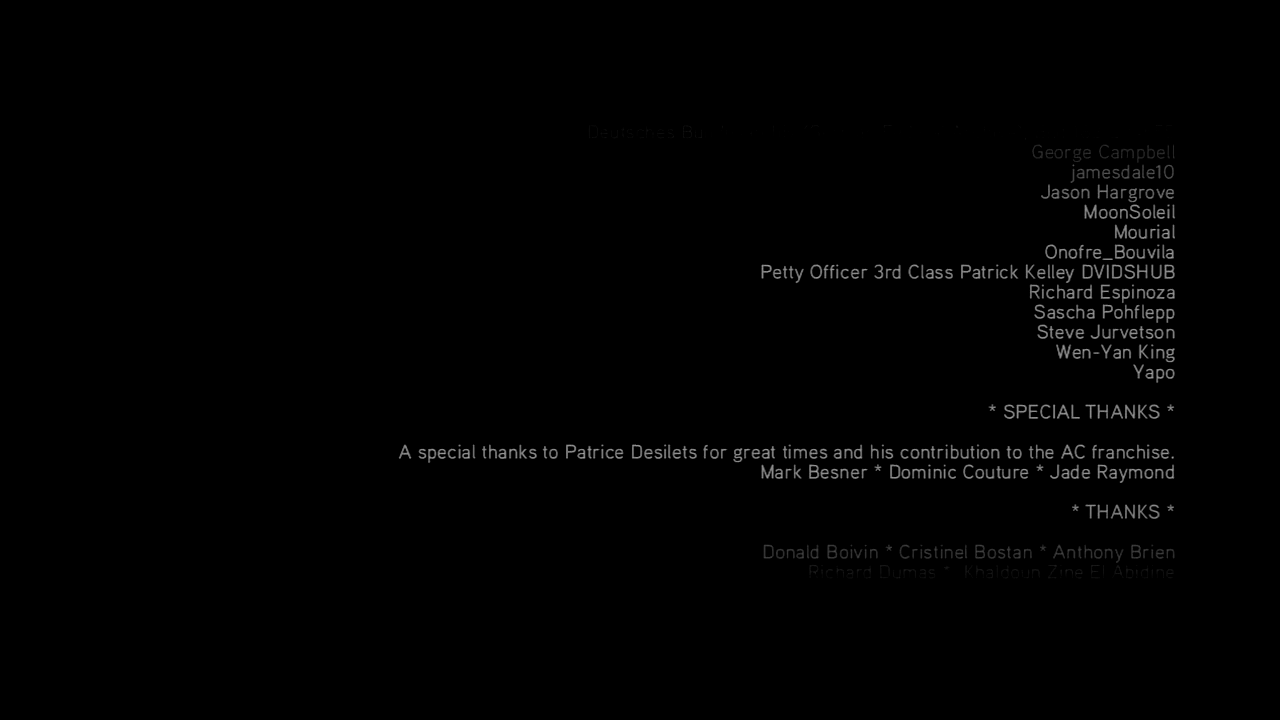 George Campbell
jamesdale10
Jason Hargrove
MoonSoleil
Mourial
Onofre_Bouvila
Petty Officer 3rd Class Patrick Kelley DVIDSHUB
Richard Espinoza
Sascha Pohflepp
Steve Jurvetson
Wen-Yan King
Yapo
* SPECIAL THANKS *
A special thanks to Patrice Desilets for great times and his contribution to the AC franchise.
Mark Besner * Dominic Couture * Jade Raymond
* THANKS *
Donald Boivin * Cristinel Bostan * Anthony Brien
Richard Dumas * Khaldoun Zine El Abidine